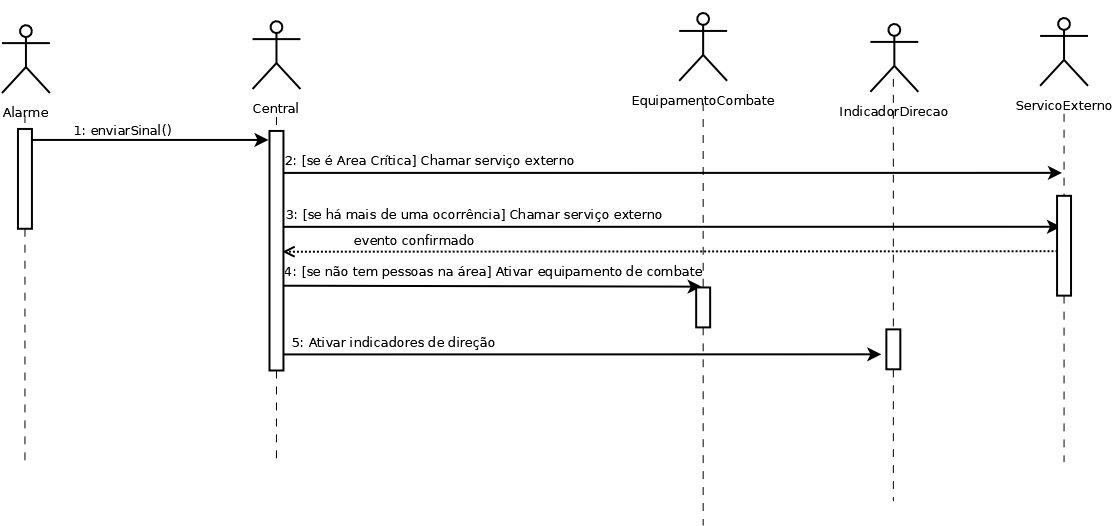 Alarme
Central
EquipamentoCombate
IndicadorDirecao
ServicoExterno
1: enviarSinal()
2: [se é Area Crítica] Chamar serviço externo
3: [se há mais de uma ocorrência] Chamar serviço externo
evento confirmado
4: [se não tem pessoas na área] Ativar equipamento de combate
5: Ativar indicadores de direção